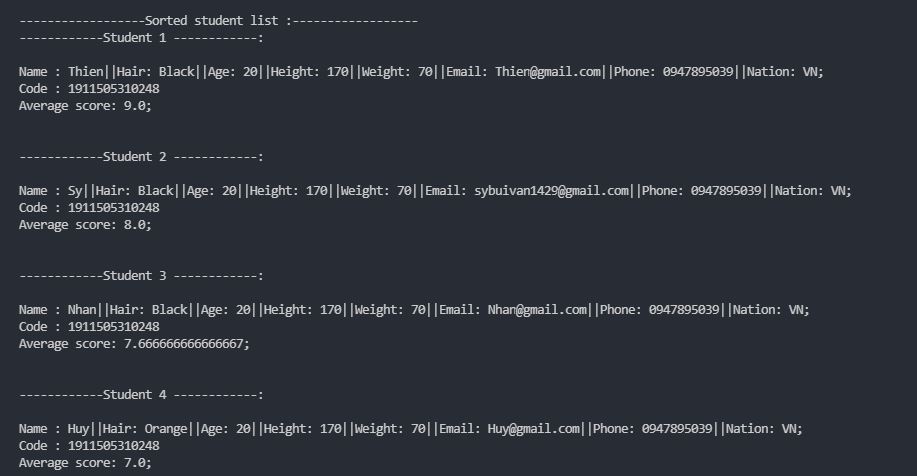 ------------------Sorted student list :------------------
------------Student 1 ------------:
Name : Thien||Hair: Black||Age: 20||Height: 170||Weight: 70||Email: Thien@gmail.com||Phone: 0947895039||Nation: VN;
Code : 1911505310248
Average score: 9.0;
------------Student 2 ------------:
Name : Sy||Hair: Black||Age: 20||Height: 170||Weight: 70||Email: sybuivan1429@gmail.com||Phone: 0947895039||Nation: VN;
Code : 1911505310248
Average score: 8.0;
------------Student 3 ------------:
Name : Nhan||Hair: Black||Age: 20||Height: 170||Weight: 70||Email: Nhan@gmail.com||Phone: 0947895039||Nation: VN;
Code : 1911505310248
Average score: 7.666666666666667;
------------Student 4 ------------:
Name : Huy||Hair: Orange||Age: 20||Height: 170||Weight: 70||Email: Huy@gmail.com||Phone: 0947895039||Nation: VN;
Code : 1911505310248
Average score: 7.0;